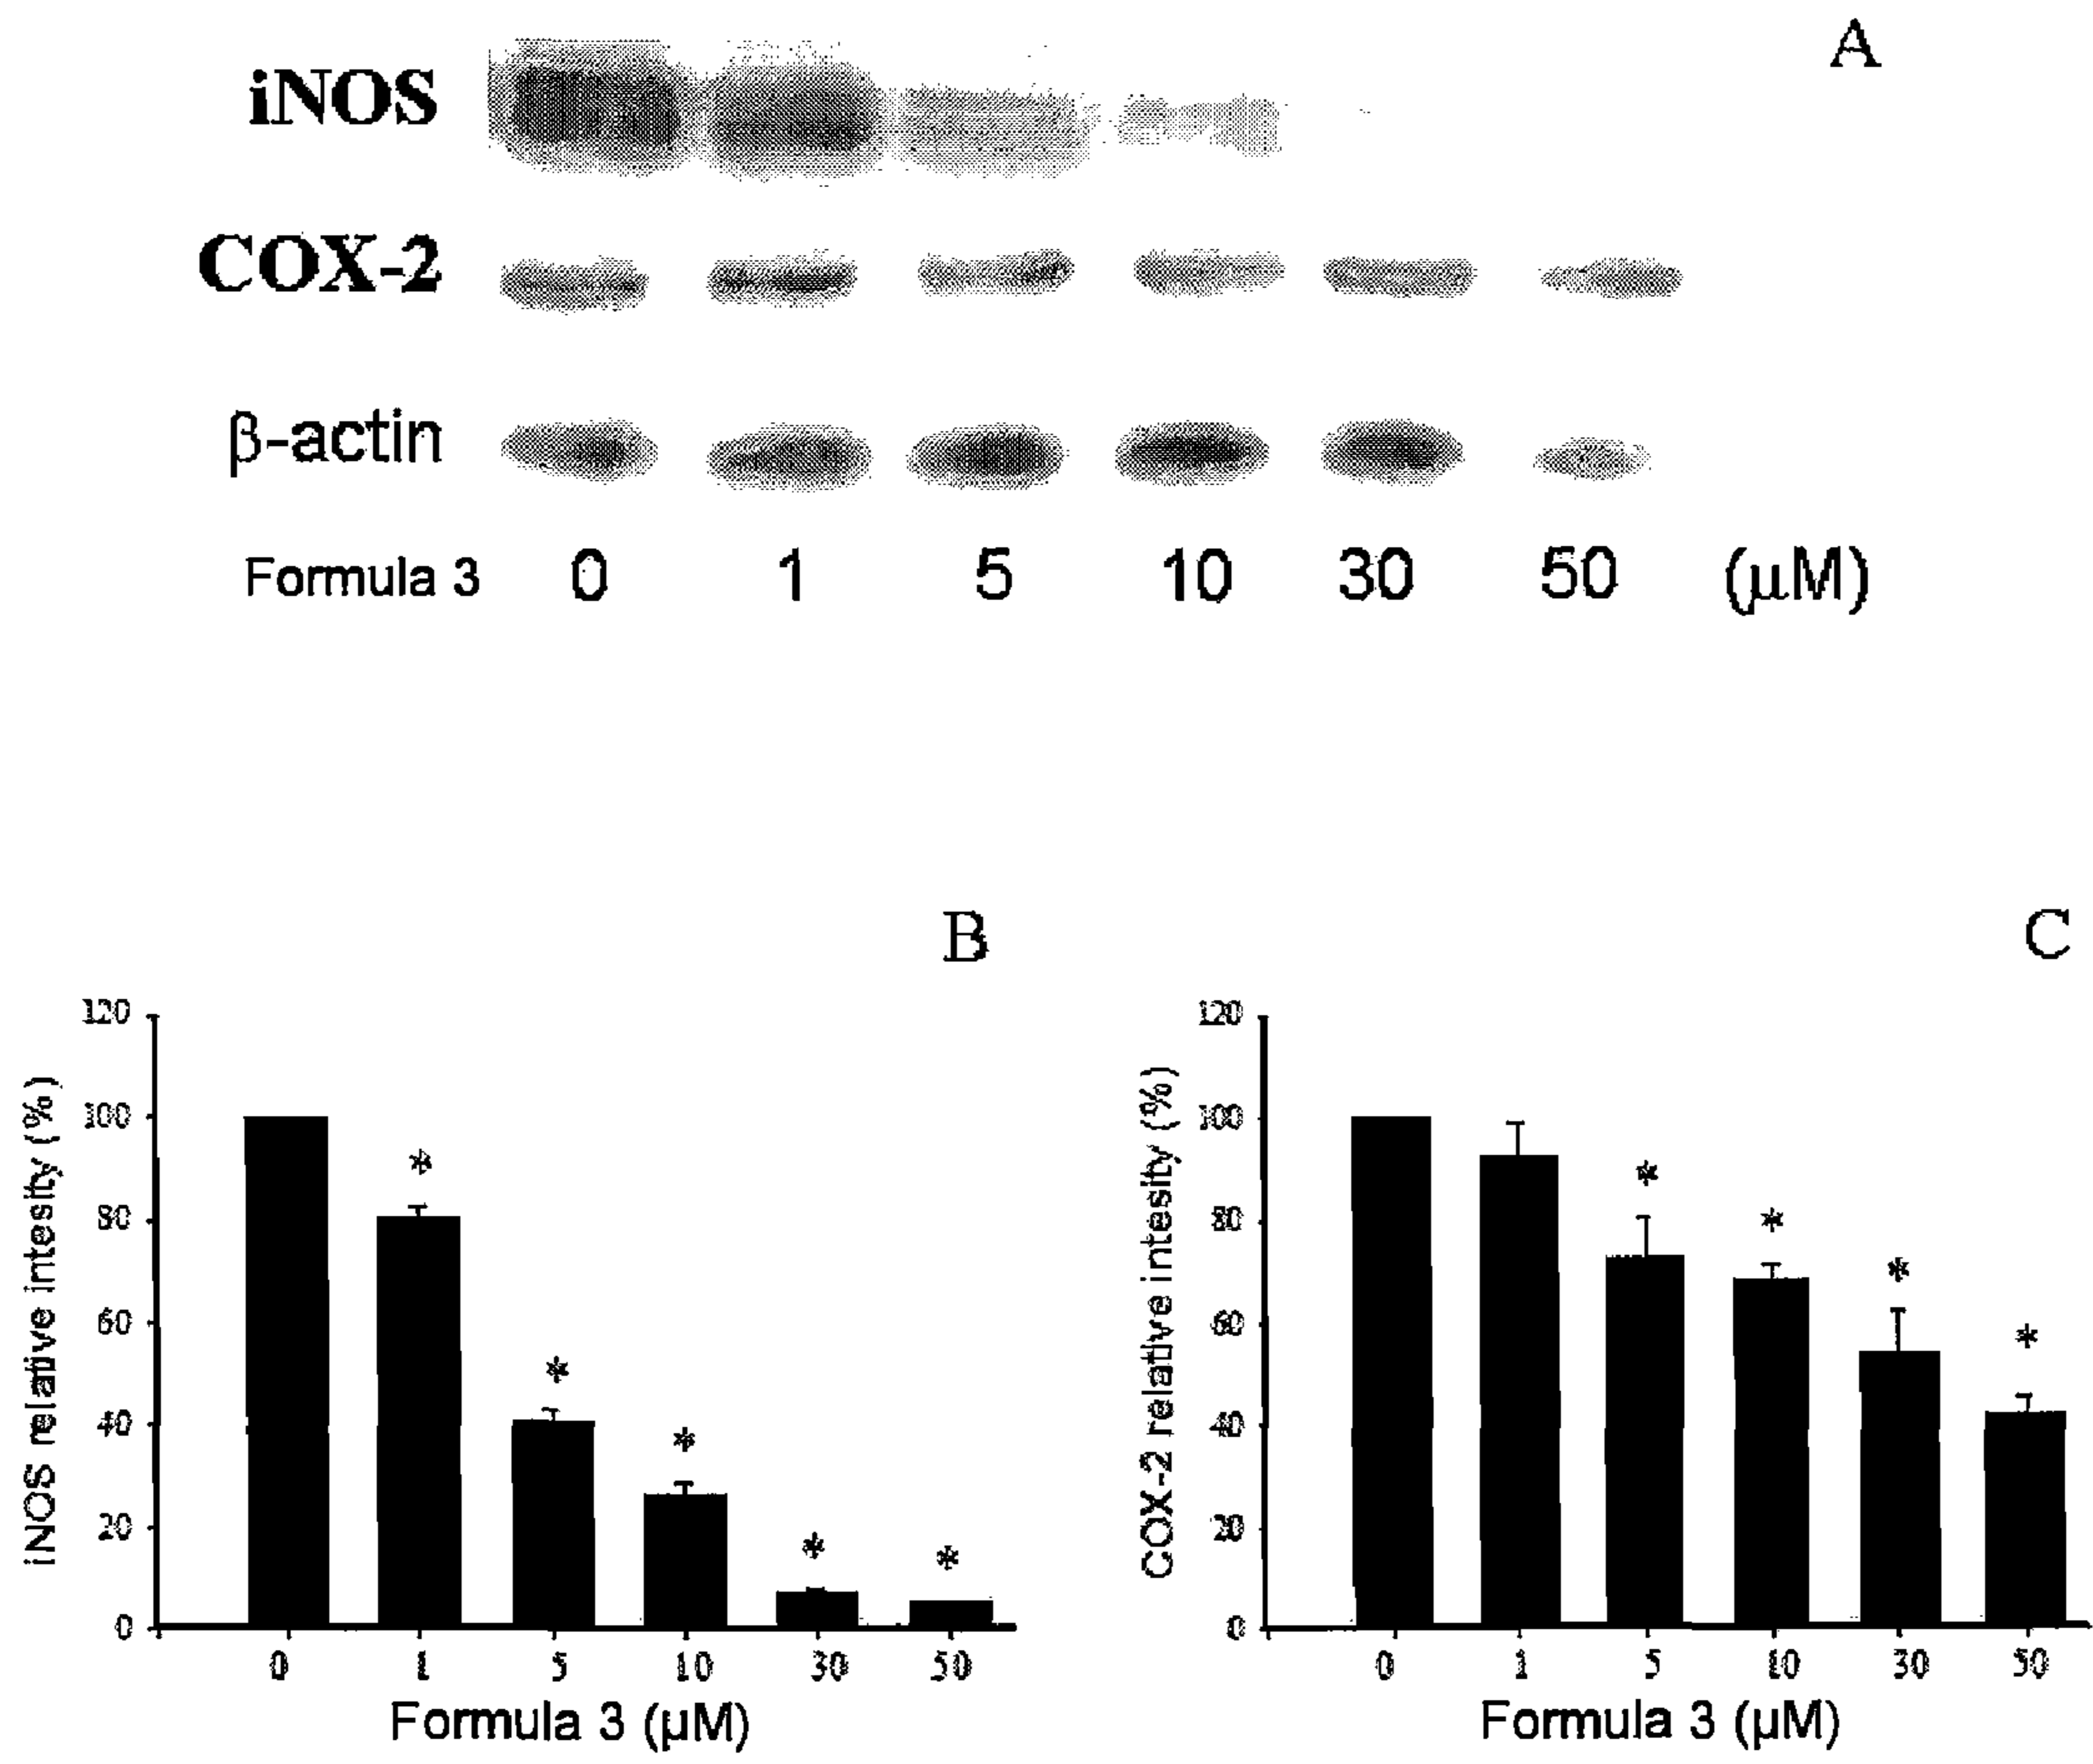 A
iNOS
COX-2
β-actin
Formula 3 0 1 5 10 30 50 (μM)
B
iNOS relative intesity (%)
120
100
80
60
40
20
0
* * * * *
0 1 5 10 30 50
Formula 3 (μM)
C
COX-2 relative intesity (%)
120
100
80
60
40
20
0
* * * *
0 1 5 10 30 50
Formula 3 (μM)